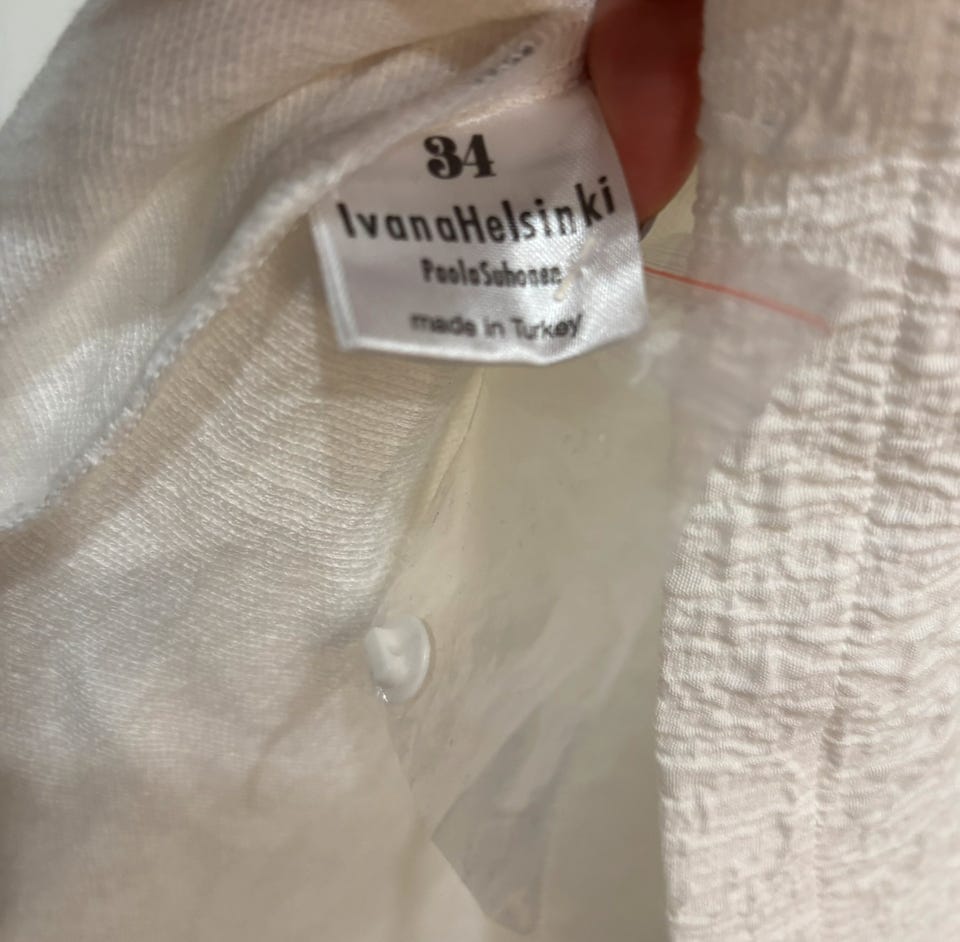 34
IvanaHelsinki
PaolaSuhonen
made in Turkey